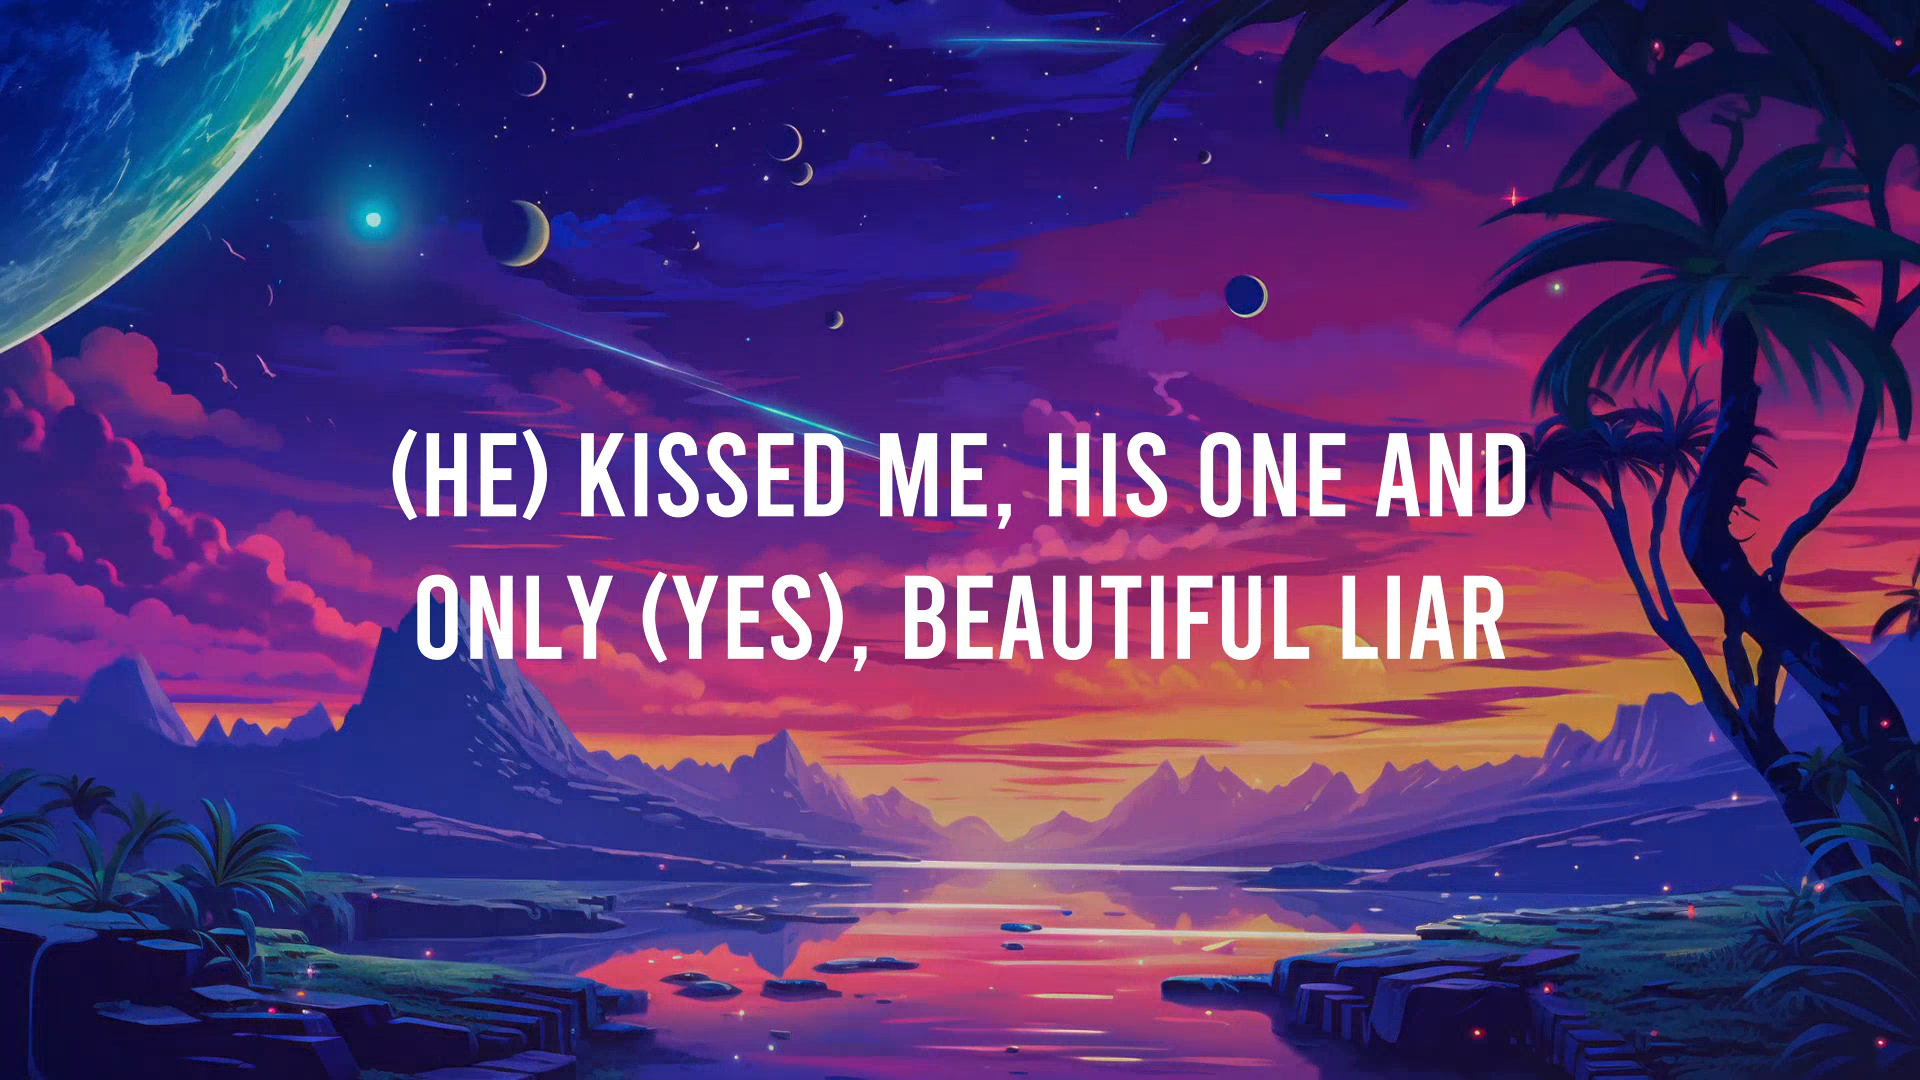 (HE) KISSED ME, HIS ONE AND
ONLY (YES), BEAUTIFUL LIAR